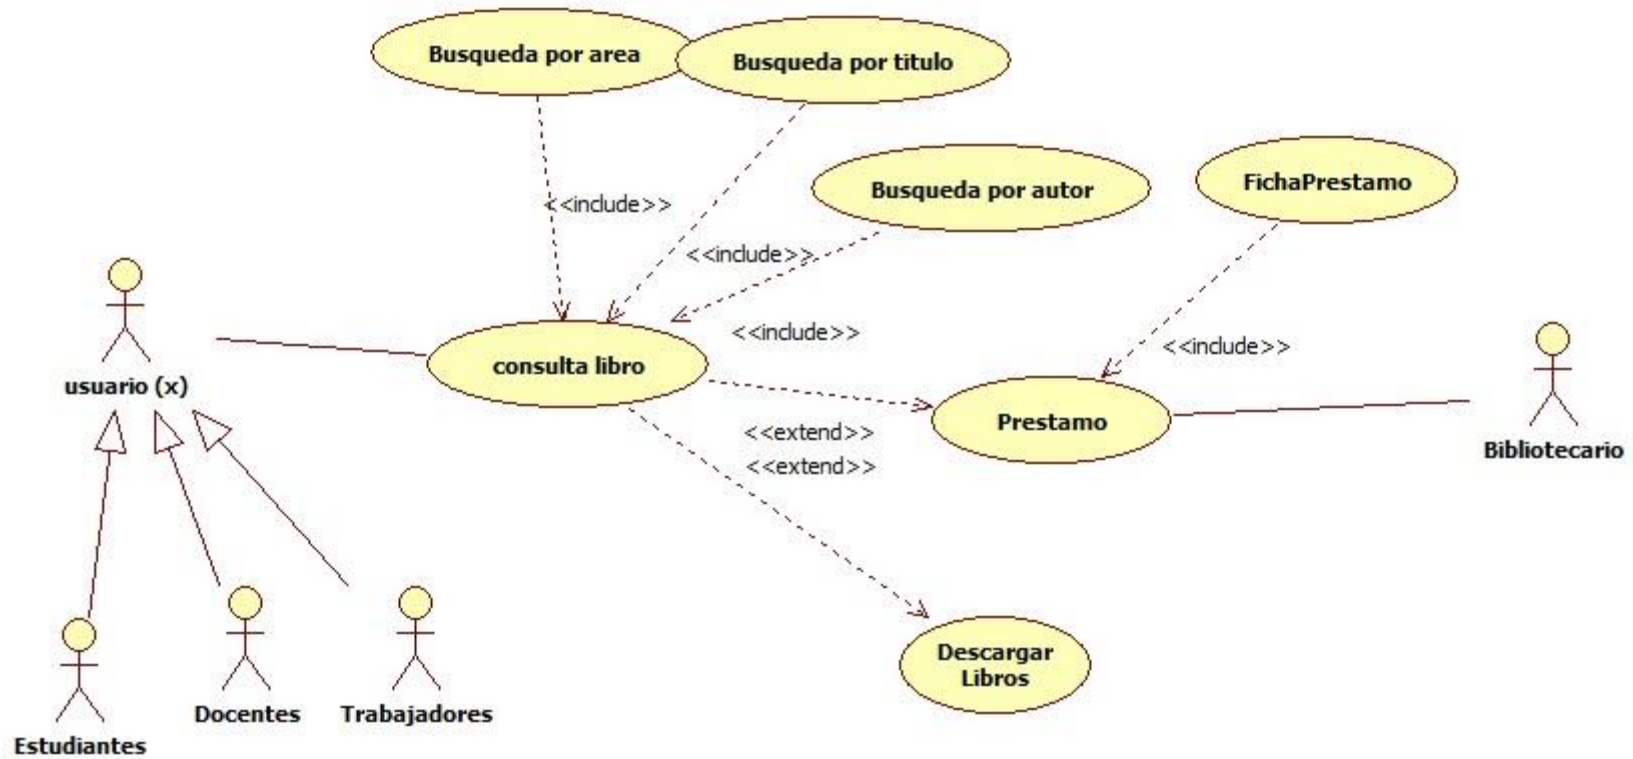 Busqueda por area
Busqueda por titulo
Busqueda por autor
FichaPrestamo
<<include>>
<<include>>
<<include>>
<<include>>
usuario (x)
consulta libro
Prestamo
<<extend>>
<<extend>>
Bibliotecario
Descargar
Libros
Docentes
Trabajadores
Estudiantes